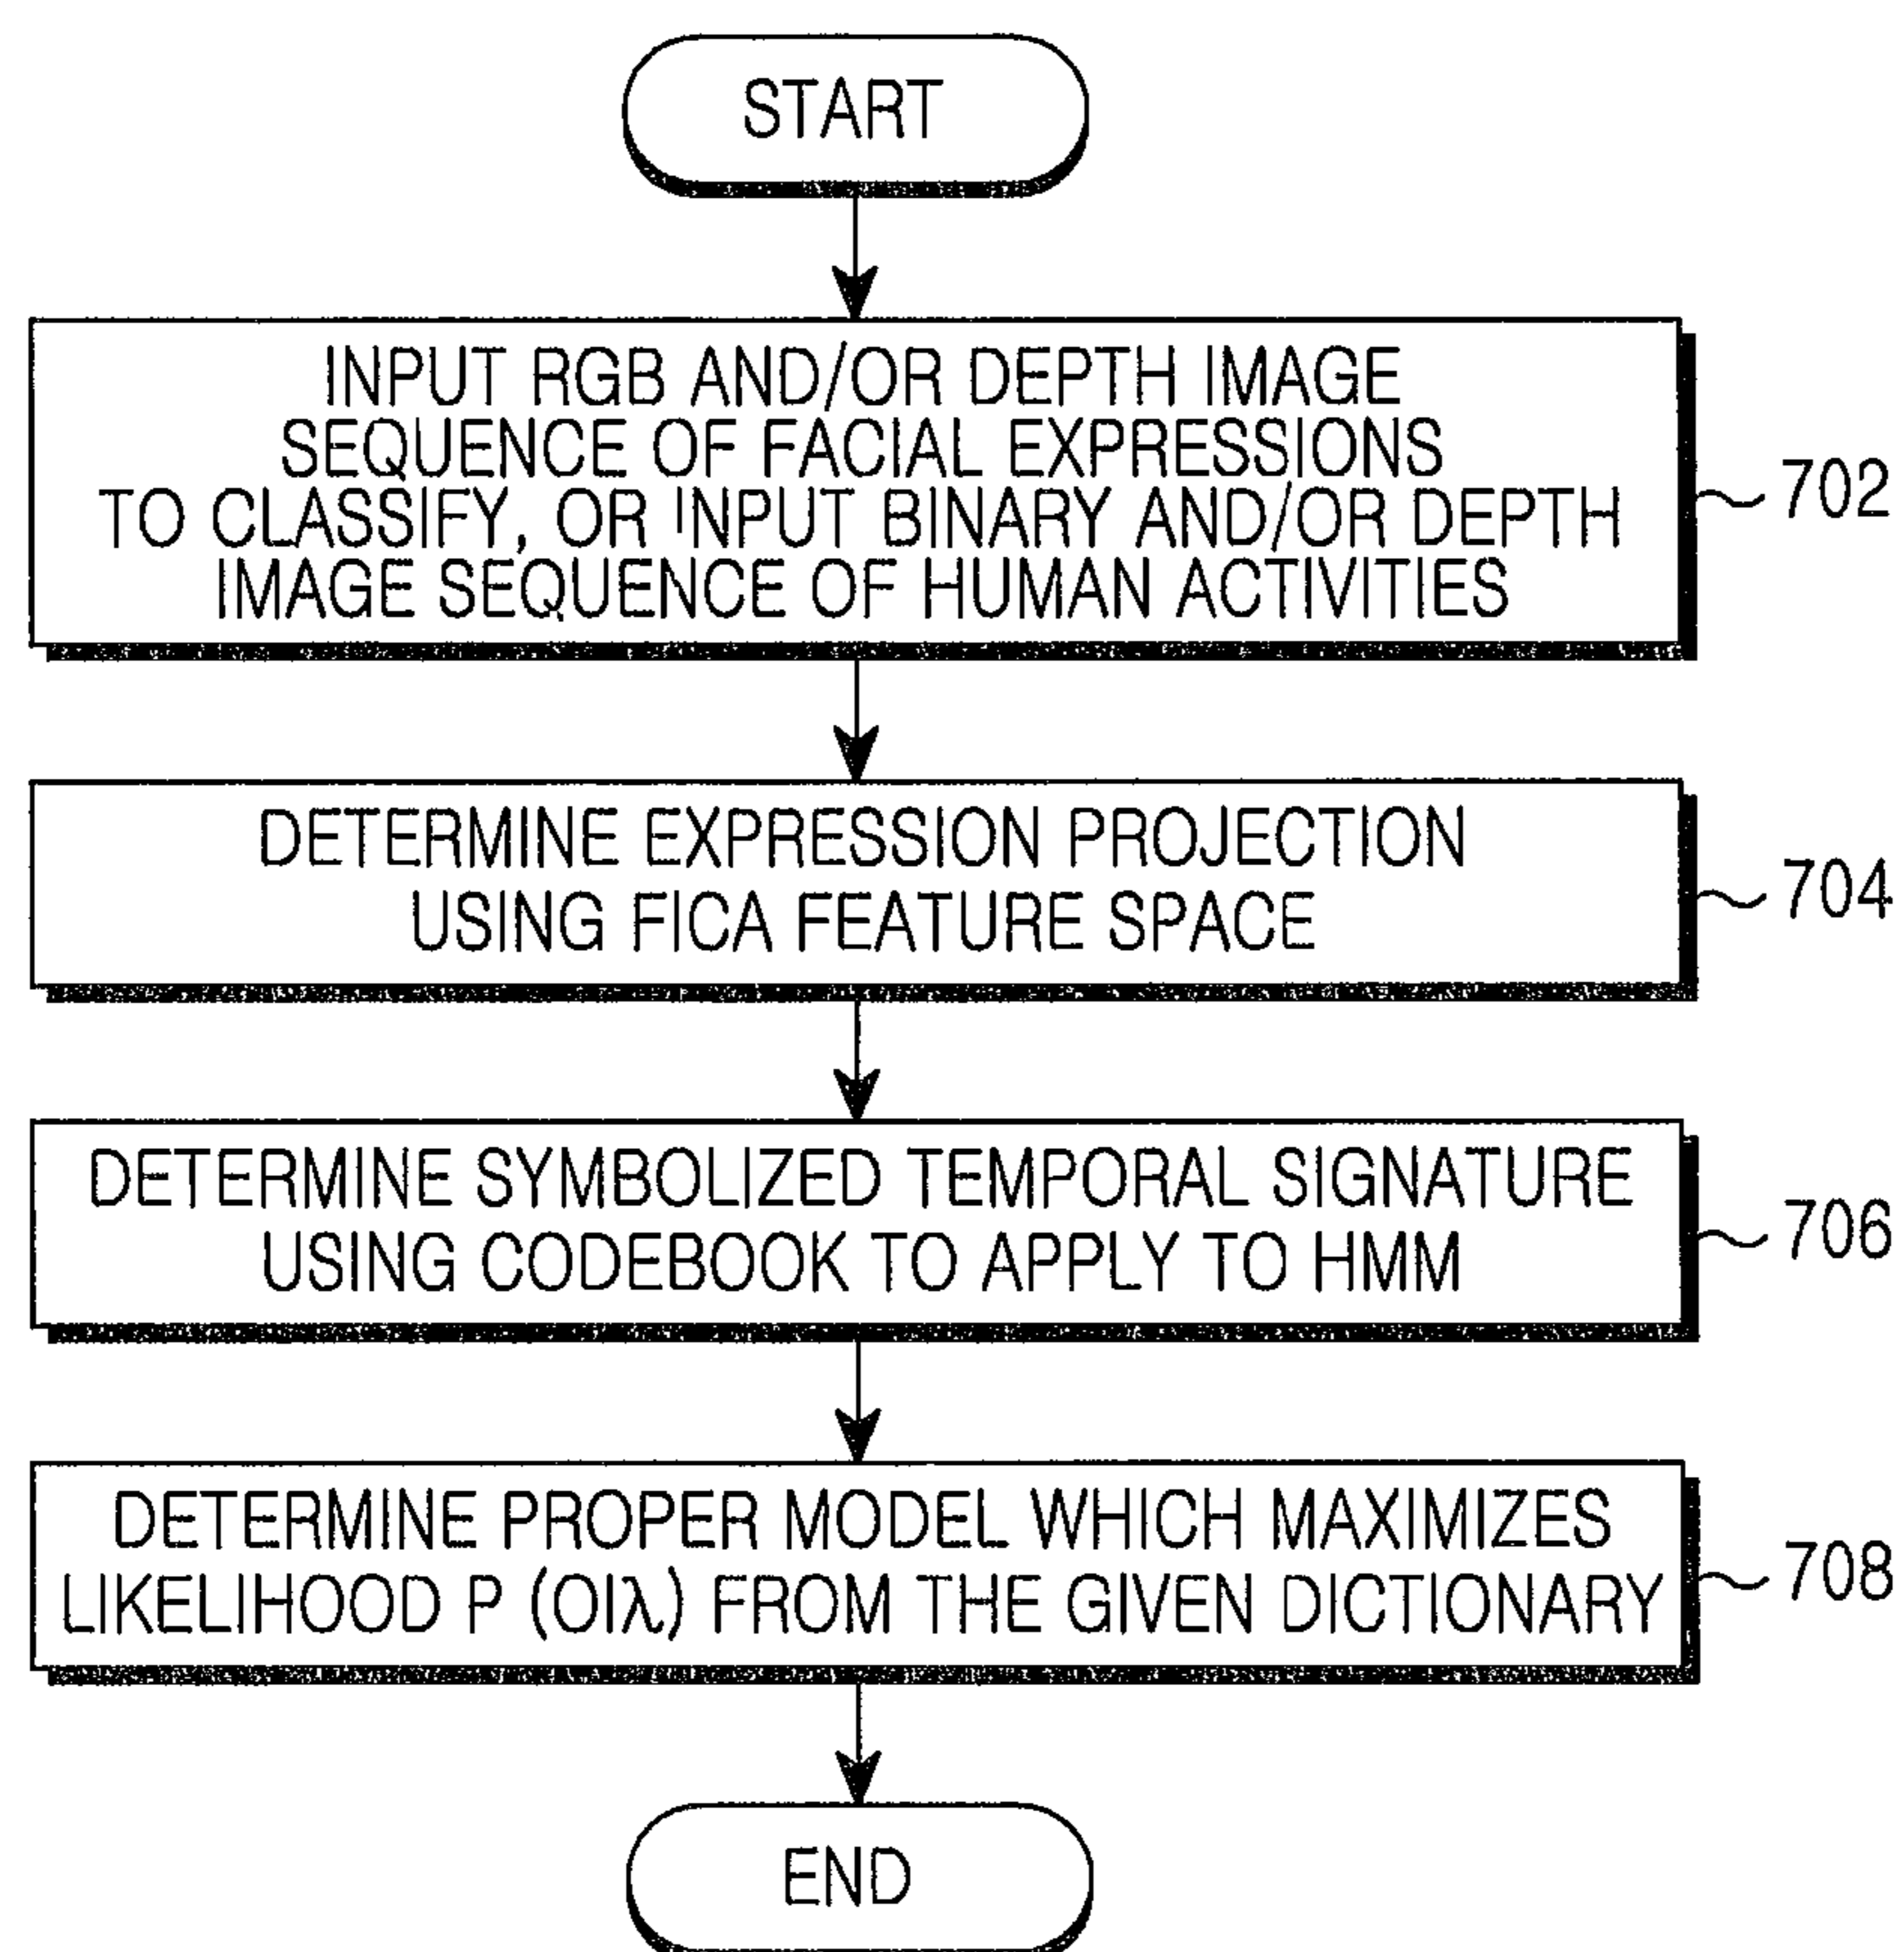 START
INPUT RGB AND/OR DEPTH IMAGE
SEQUENCE OF FACIAL EXPRESSIONS
TO CLASSIFY, OR INPUT BINARY AND/OR DEPTH
IMAGE SEQUENCE OF HUMAN ACTIVITIES
702
DETERMINE EXPRESSION PROJECTION
USING FICA FEATURE SPACE
704
DETERMINE SYMBOLIZED TEMPORAL SIGNATURE
USING CODEBOOK TO APPLY TO HMM
706
DETERMINE PROPER MODEL WHICH MAXIMIZES
LIKELIHOOD P (O|λ) FROM THE GIVEN DICTIONARY
708
END